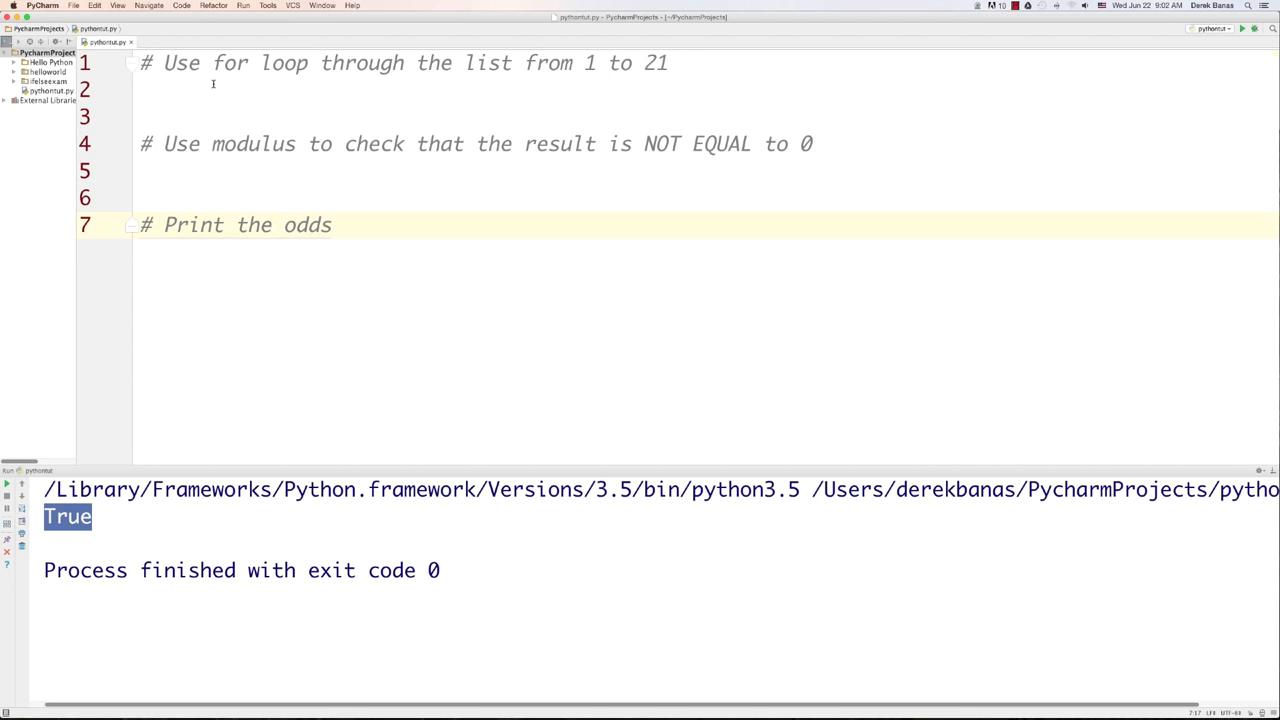 PyCharm File Edit View Navigate Code Refactor Run Tools VCS Window Help
10 Wed Jun 22 9:02 AM Derek Banas
pythontut.py - PycharmProjects - [~/PycharmProjects]
PycharmProjects pythontut.py
pythontut
pythontut.py
PycharmProject
Hello Python
helloworld
ifelseexam
pythontut.py
External Librarie
1 # Use for loop through the list from 1 to 21
2
3
4 # Use modulus to check that the result is NOT EQUAL to 0
5
6
7 # Print the odds
Run pythontut
/Library/Frameworks/Python.framework/Versions/3.5/bin/python3.5 /Users/derekbanas/PycharmProjects/pytho
True
Process finished with exit code 0
7:17 LF UTF-8